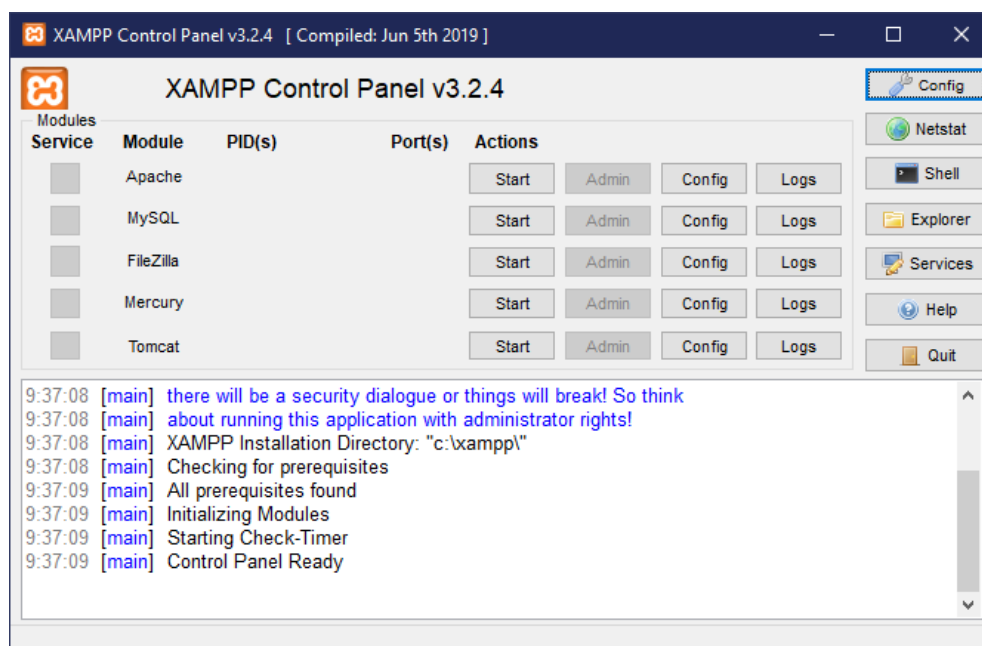 XAMPP Control Panel v3.2.4 [ Compiled: Jun 5th 2019 ]
XAMPP Control Panel v3.2.4
Config
Modules
Service Module PID(s) Port(s) Actions
Netstat
Apache Start Admin Config Logs
Shell
MySQL Start Admin Config Logs
Explorer
FileZilla Start Admin Config Logs
Services
Mercury Start Admin Config Logs
Help
Tomcat Start Admin Config Logs
Quit
9:37:08 [main] there will be a security dialogue or things will break! So think
9:37:08 [main] about running this application with administrator rights!
9:37:08 [main] XAMPP Installation Directory: "c:\xampp\"
9:37:08 [main] Checking for prerequisites
9:37:09 [main] All prerequisites found
9:37:09 [main] Initializing Modules
9:37:09 [main] Starting Check-Timer
9:37:09 [main] Control Panel Ready